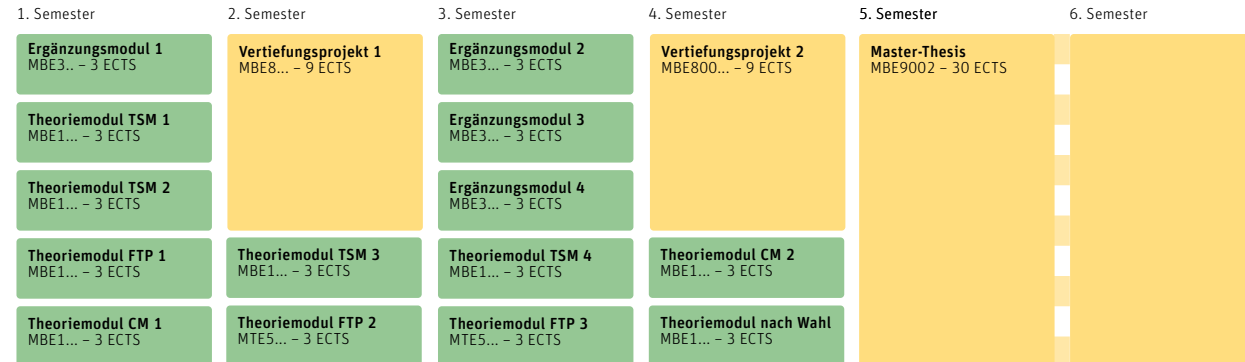 1. Semester
2. Semester
3. Semester
4. Semester
5. Semester
6. Semester
Ergänzungsmodul 1
MBE3.. – 3 ECTS
Theoriemodul TSM 1
MBE1... – 3 ECTS
Theoriemodul TSM 2
MBE1... – 3 ECTS
Theoriemodul FTP 1
MBE1... – 3 ECTS
Theoriemodul CM 1
MBE1... – 3 ECTS
Vertiefungsprojekt 1
MBE8... – 9 ECTS
Theoriemodul TSM 3
MBE1... – 3 ECTS
Theoriemodul FTP 2
MTE5... – 3 ECTS
Ergänzungsmodul 2
MBE3... – 3 ECTS
Ergänzungsmodul 3
MBE3... – 3 ECTS
Ergänzungsmodul 4
MBE3... – 3 ECTS
Theoriemodul TSM 4
MBE1... – 3 ECTS
Theoriemodul FTP 3
MTE5... – 3 ECTS
Vertiefungsprojekt 2
MBE800... – 9 ECTS
Theoriemodul CM 2
MBE1... – 3 ECTS
Theoriemodul nach Wahl
MBE1... – 3 ECTS
Master-Thesis
MBE9002 – 30 ECTS